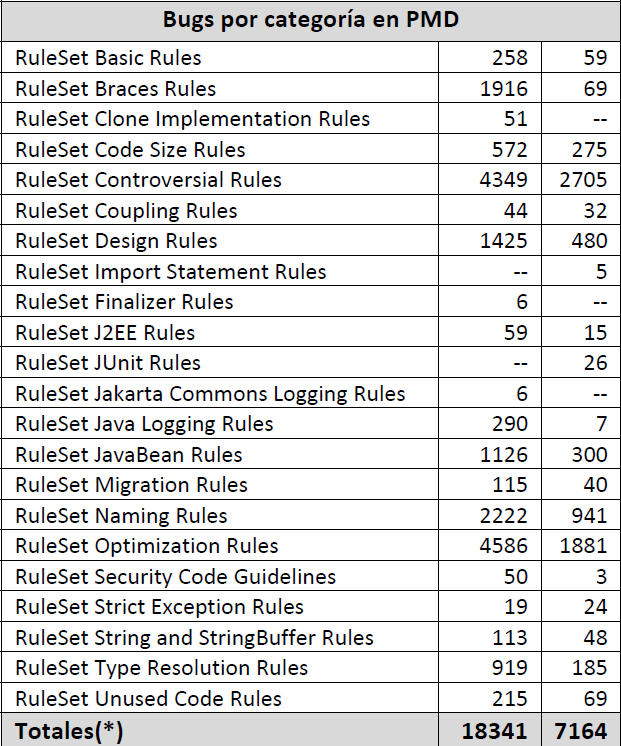 Bugs por categoría en PMD
RuleSet Basic Rules 258 59
RuleSet Braces Rules 1916 69
RuleSet Clone Implementation Rules 51 --
RuleSet Code Size Rules 572 275
RuleSet Controversial Rules 4349 2705
RuleSet Coupling Rules 44 32
RuleSet Design Rules 1425 480
RuleSet Import Statement Rules -- 5
RuleSet Finalizer Rules 6 --
RuleSet J2EE Rules 59 15
RuleSet JUnit Rules -- 26
RuleSet Jakarta Commons Logging Rules 6 --
RuleSet Java Logging Rules 290 7
RuleSet JavaBean Rules 1126 300
RuleSet Migration Rules 115 40
RuleSet Naming Rules 2222 941
RuleSet Optimization Rules 4586 1881
RuleSet Security Code Guidelines 50 3
RuleSet Strict Exception Rules 19 24
RuleSet String and StringBuffer Rules 113 48
RuleSet Type Resolution Rules 919 185
RuleSet Unused Code Rules 215 69
Totales(*) 18341 7164